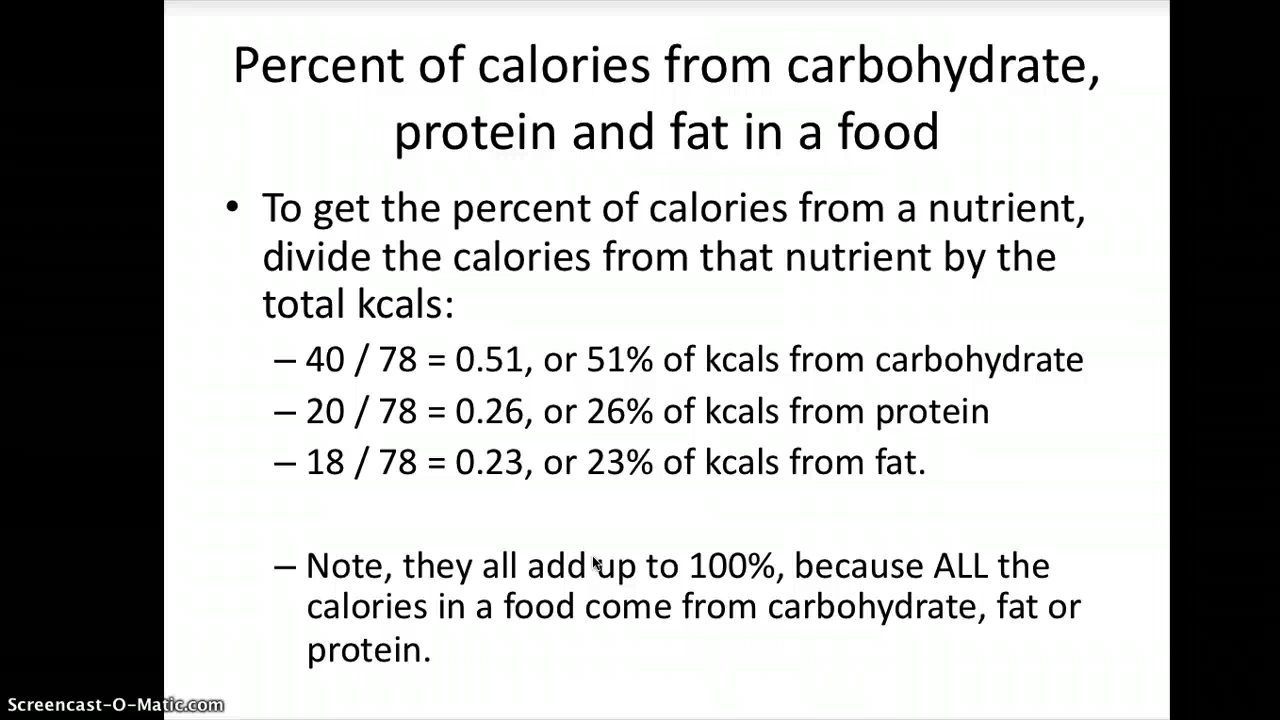 Percent of calories from carbohydrate,
protein and fat in a food
• To get the percent of calories from a nutrient,
divide the calories from that nutrient by the
total kcals:
– 40 / 78 = 0.51, or 51% of kcals from carbohydrate
– 20 / 78 = 0.26, or 26% of kcals from protein
– 18 / 78 = 0.23, or 23% of kcals from fat.
– Note, they all add up to 100%, because ALL the
calories in a food come from carbohydrate, fat or
protein.
Screencast-O-Matic.com